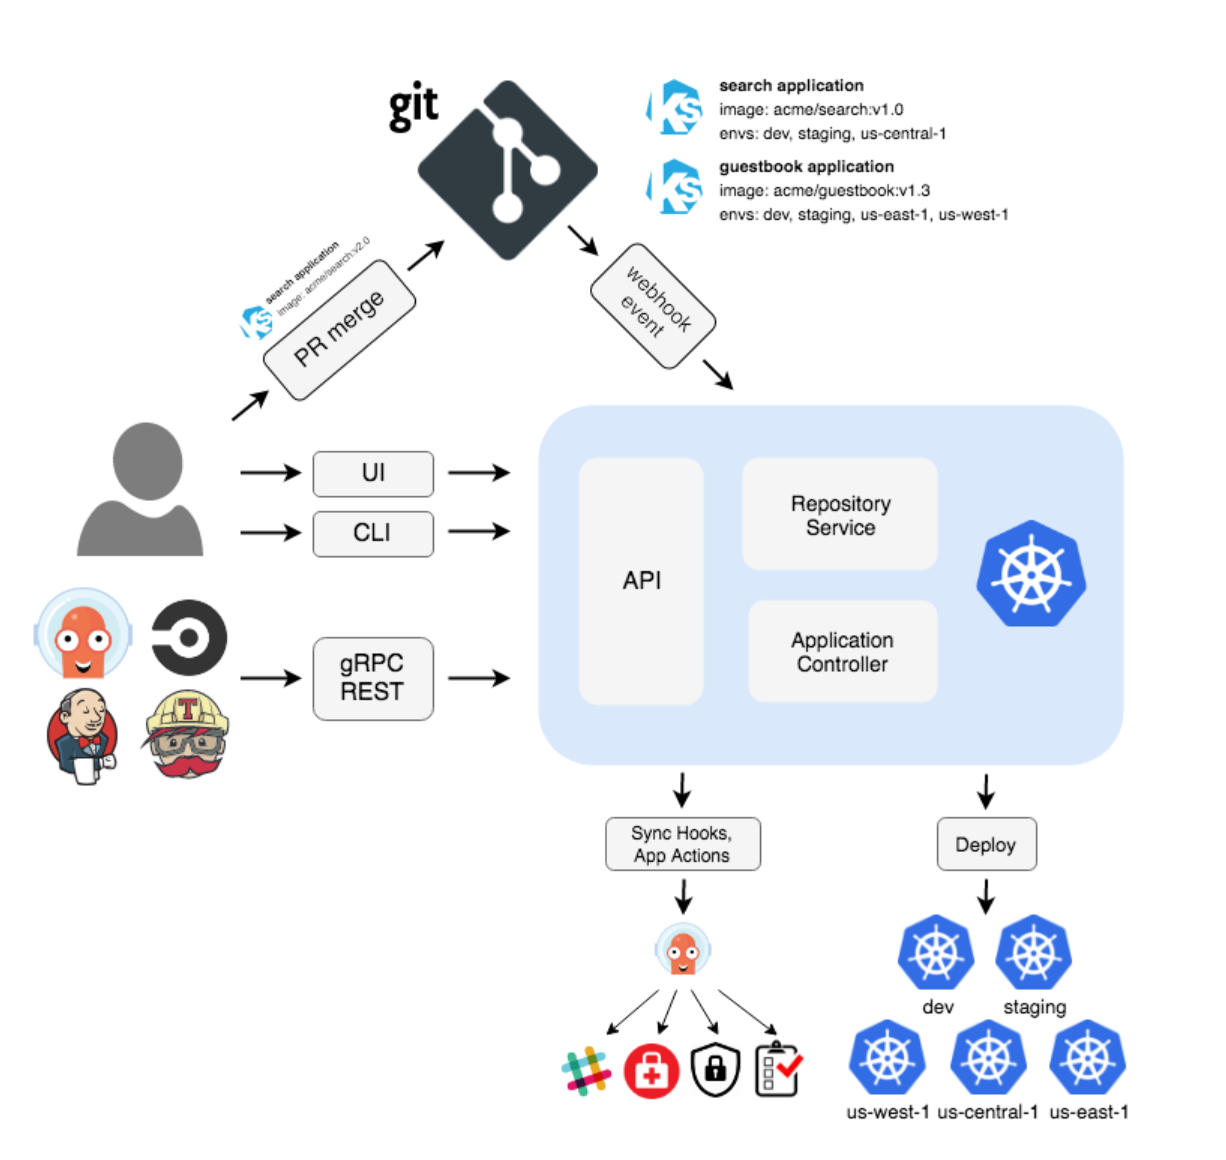 git
search application
image: acme/search:v1.0
envs: dev, staging, us-central-1
guestbook application
image: acme/guestbook:v1.3
envs: dev, staging, us-east-1, us-west-1
Ks
Ks
search application
image: acme/search:v2.0
Ks
PR merge
webhook
event
UI
CLI
gRPC
REST
T
API
Repository
Service
Application
Controller
Sync Hooks,
App Actions
Deploy
dev
staging
us-west-1
us-central-1
us-east-1